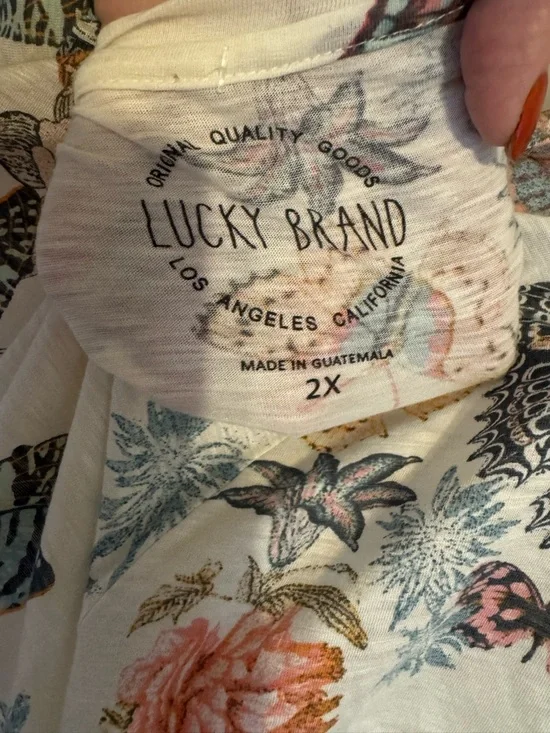 ORIGINAL QUALITY GOODS
LUCKY BRAND
LOS ANGELES CALIFORNIA
MADE IN GUATEMALA
2X